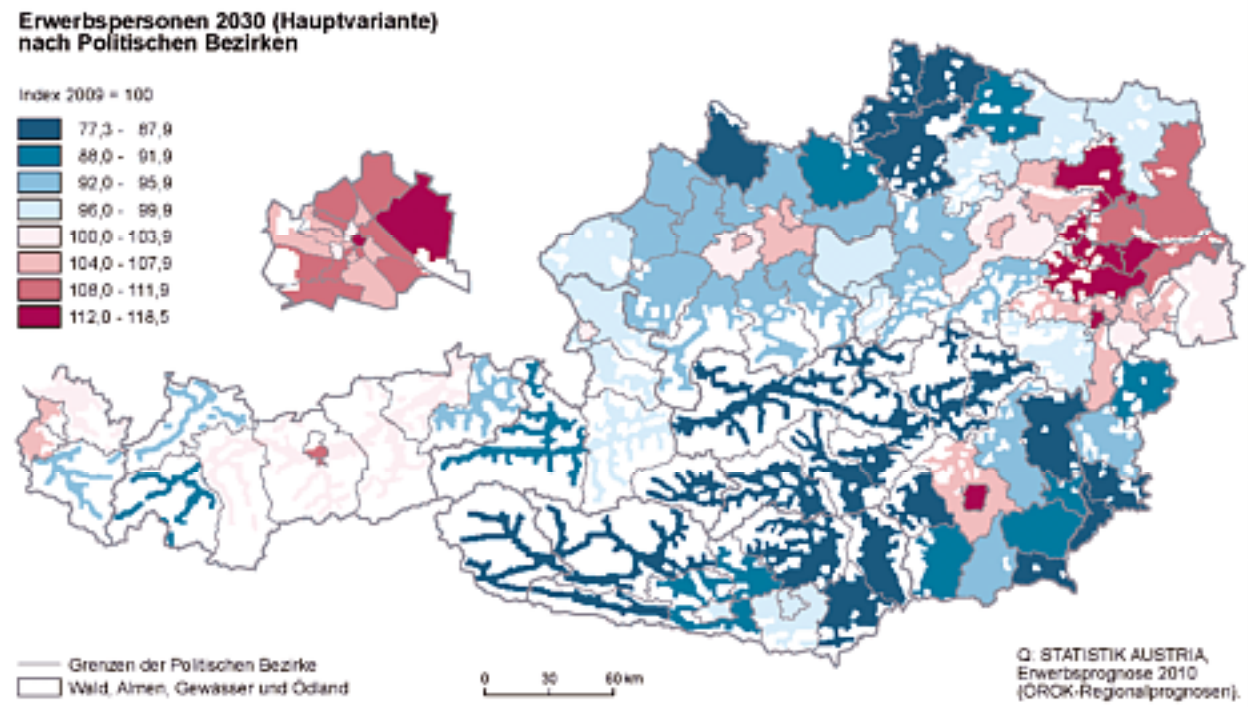 Erwerbspersonen 2030 (Hauptvariante)
nach Politischen Bezirken
Index 2009 = 100
77,3 - 87,9
88,0 - 91,9
92,0 - 95,9
96,0 - 99,9
100,0 - 103,9
104,0 - 107,9
108,0 - 111,9
112,0 - 118,5
Grenzen der Politischen Bezirke
Wald, Almen, Gewässer und Ödland
0 30 60 km
Q: STATISTIK AUSTRIA,
Erwerbsprognose 2010
(ÖROK-Regionalprognosen).